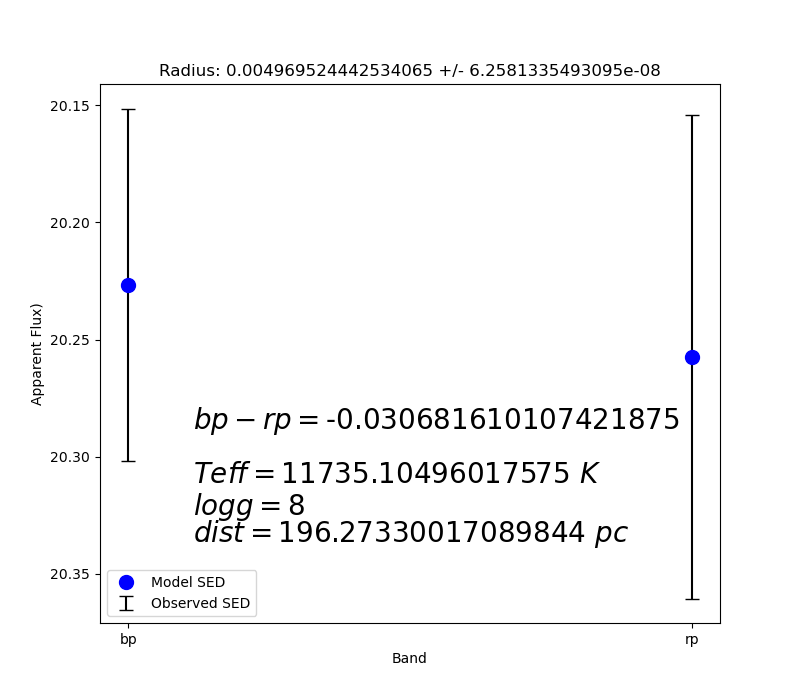 Radius: 0.004969524442534065 +/- 6.2581335493095e-08
20.15
20.20
20.25
20.30
20.35
Apparent Flux)
bp − rp = -0.030681610107421875
Teff = 11735.10496017575 K
logg = 8
dist = 196.27330017089844 pc
Model SED
Observed SED
bp
rp
Band